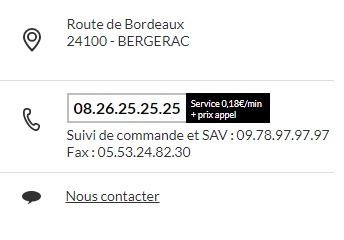 Route de Bordeaux
24100 - BERGERAC
08.26.25.25.25 Service 0,18€/min
+ prix appel
Suivi de commande et SAV : 09.78.97.97.97
Fax : 05.53.24.82.30
Nous contacter